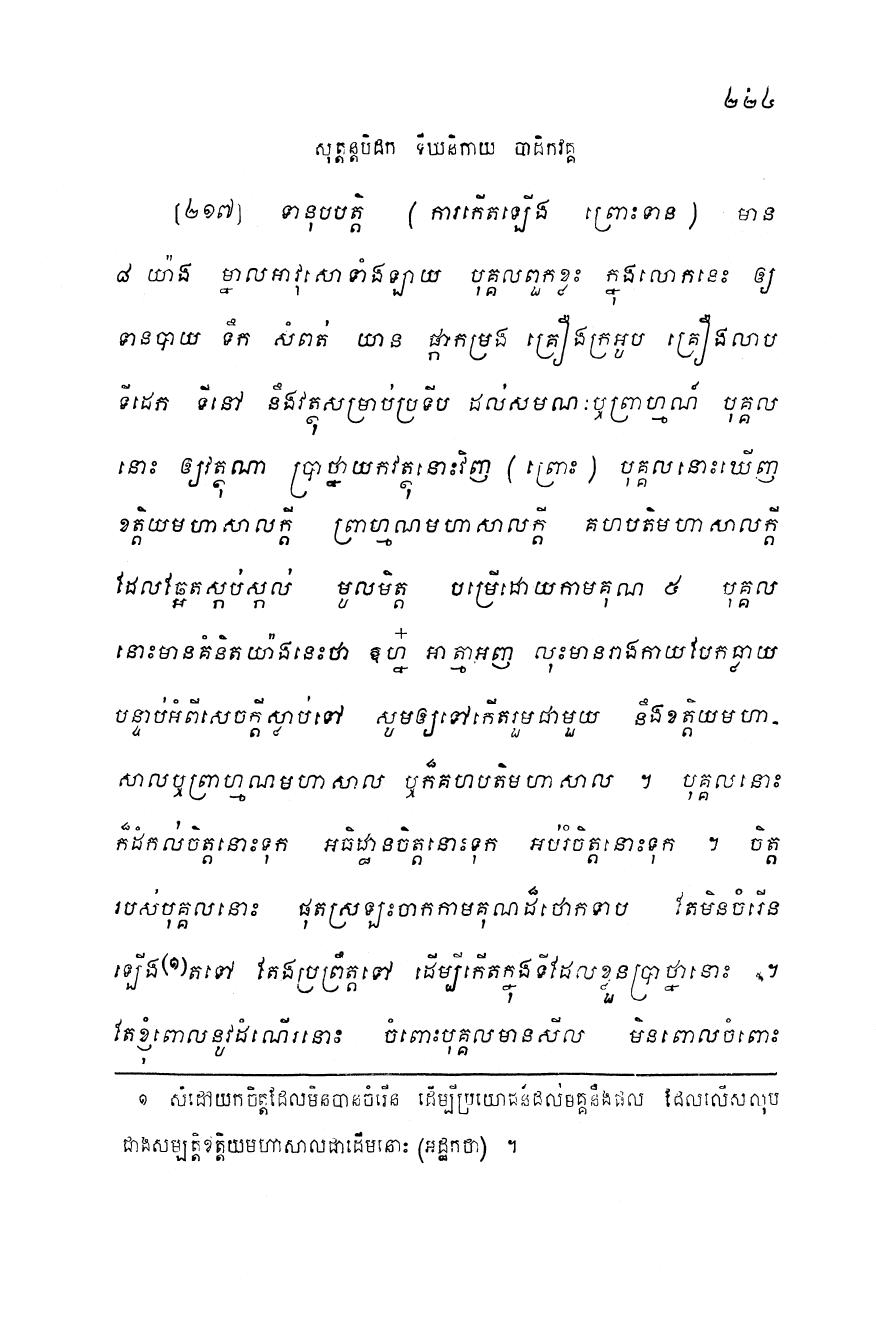 ២២៤
សុត្តន្តបិដក ទីឃនិកាយ បាដិកវគ្គ
[២១៧] ទានុបបត្តិ ( ការកើតឡើង ព្រោះទាន ) មាន
៨ យ៉ាង ម្នាលអាវុសោទាំងឡាយ បុគ្គលពួកខ្លះ ក្នុងលោកនេះ ឲ្យ
ទានបាយ ទឹក សំពត់ យាន ផ្កាកម្រង គ្រឿងក្រអូប គ្រឿងលាប
ទីដេក ទីនៅ នឹងវត្ថុសម្រាប់ប្រទីប ដល់សមណៈឬព្រាហ្មណ៍ បុគ្គល
នោះ ឲ្យវត្ថុណា ប្រាថ្នាយកវត្ថុនោះវិញ ( ព្រោះ ) បុគ្គលនោះឃើញ
ខត្តិយមហាសាលក្តី ព្រាហ្មណមហាសាលក្តី គហបតិមហាសាលក្តី
ដែលឆ្អែតស្កប់ស្កល់ មូលមិត្ត បម្រើដោយកាមគុណ ៥ បុគ្គល
នោះមានគំនិតយ៉ាងនេះថា ឱហ្ន៎ អាត្មាអញ លុះមានរាងកាយបែកធ្លាយ
បន្ទាប់អំពីសេចក្តីស្លាប់ទៅ សូមឲ្យទៅកើតរួមជាមួយ នឹងខត្តិយមហា-
សាលឬព្រាហ្មណមហាសាល ឬក៏គហបតិមហាសាល ។ បុគ្គលនោះ
ក៏ដំកល់ចិត្តនោះទុក អធិដ្ឋានចិត្តនោះទុក អប់រំចិត្តនោះទុក ។ ចិត្ត
របស់បុគ្គលនោះ ផុតស្រឡះចាកកាមគុណដ៏ថោកទាប តែមិនចំរើន
ឡើង(១)តទៅ តែងប្រព្រឹត្តទៅ ដើម្បីកើតក្នុងទីដែលខ្លួនប្រាថ្នានោះ ។
តែខ្ញុំពោលនូវដំណើរនោះ ចំពោះបុគ្គលមានសីល មិនពោលចំពោះ
១ សំដៅយកចិត្តដែលមិនបានចំរើន ដើម្បីប្រយោជន៍ដល់មគ្គនឹងផល ដែលលើសលុប
ជាងសម្បត្តិខត្តិយមហាសាលជាដើមនោះ (អដ្ឋកថា) ។